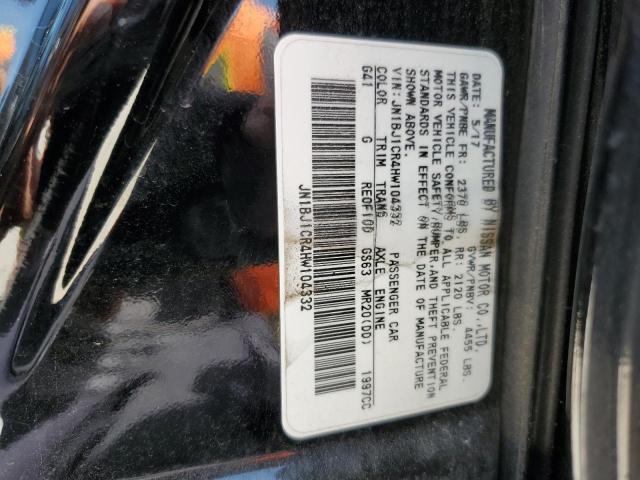 MANUFACTURED BY NISSAN MOTOR CO.,LTD.
DATE: 5/17 GVWR/PNBV: 4455 LBS.
GAWR/PNBE FR: 2378 LBS. RR: 2120 LBS.
THIS VEHICLE CONFORMS TO ALL APPLICABLE FEDERAL
MOTOR VEHICLE SAFETY,BUMPER,AND THEFT PREVENTION
STANDARDS IN EFFECT ON THE DATE OF MANUFACTURE
SHOWN ABOVE.
VIN: JN1BJ1CR4HW104332 PASSENGER CAR
COLOR TRIM TRANS AXLE ENGINE
G41 G RE0F10D GS63 MR20(DD) 1997CC
JN1BJ1CR4HW104332